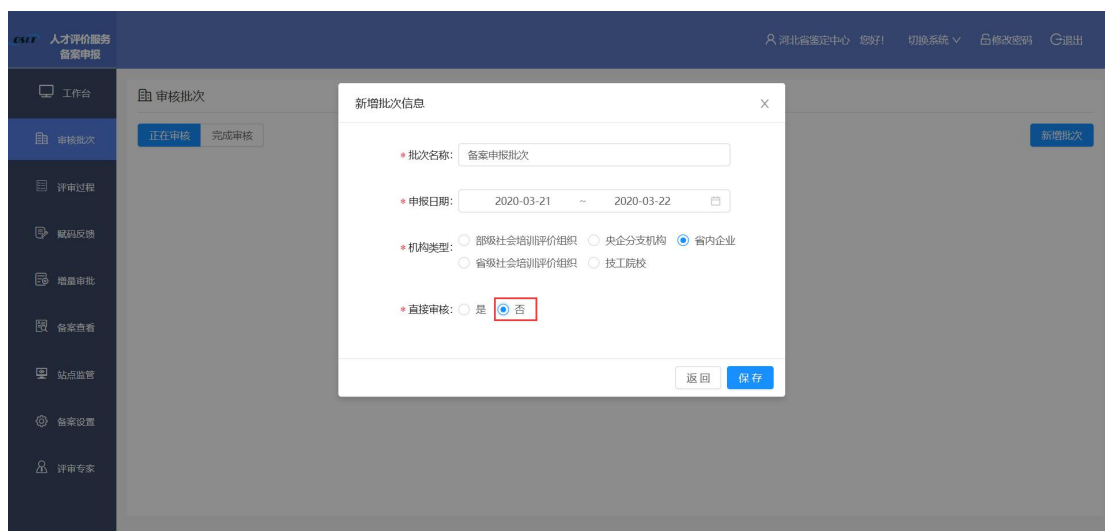 人才评价服务
备案申报
河北省鉴定中心 您好! 切换系统 修改密码 退出
工作台
审核批次
评审过程
赋码反馈
增量审批
备案查看
站点监管
备案设置
评审专家
审核批次
正在审核 完成审核
新增批次
新增批次信息
* 批次名称: 备案申报批次
* 申报日期: 2020-03-21 ~ 2020-03-22
* 机构类型: 部级社会培训评价组织 央企分支机构 省内企业
省级社会培训评价组织 技工院校
* 直接审核: 是 否
返回 保存